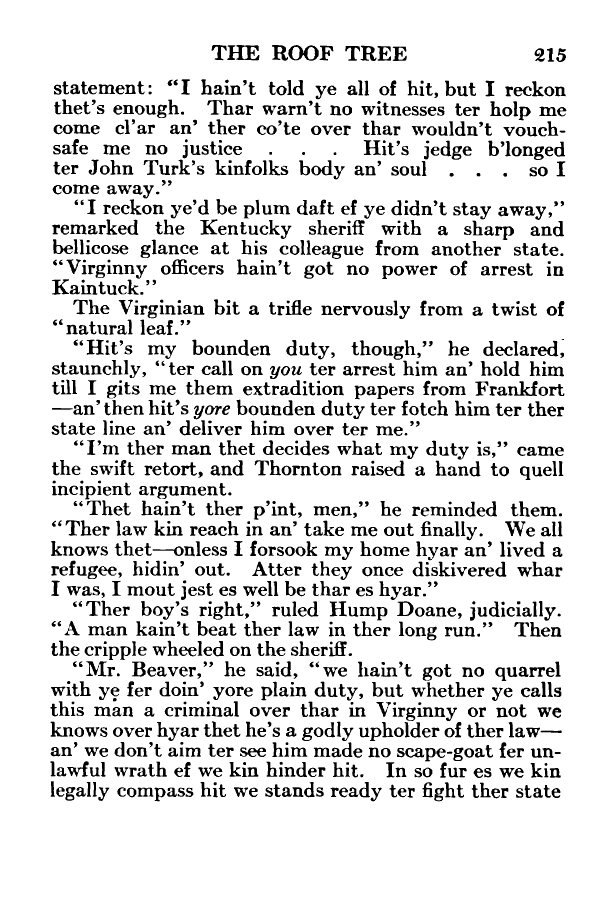 THE ROOF TREE 215
statement: "I hain't told ye all of hit, but I reckon
thet's enough. Thar warn't no witnesses ter holp me
come cl'ar an' ther co'te over thar wouldn't vouch-
safe me no justice . . . Hit's jedge b'longed
ter John Turk's kinfolks body an' soul . . . so I
come away."
"I reckon ye'd be plum daft ef ye didn't stay away,"
remarked the Kentucky sheriff with a sharp and
bellicose glance at his colleague from another state.
"Virginny officers hain't got no power of arrest in
Kaintuck."
The Virginian bit a trifle nervously from a twist of
"natural leaf."
"Hit's my bounden duty, though," he declared,
staunchly, "ter call on you ter arrest him an' hold him
till I gits me them extradition papers from Frankfort
—an' then hit's yore bounden duty ter fotch him ter ther
state line an' deliver him over ter me."
"I'm ther man thet decides what my duty is," came
the swift retort, and Thornton raised a hand to quell
incipient argument.
"Thet hain't ther p'int, men," he reminded them.
"Ther law kin reach in an' take me out finally. We all
knows thet—onless I forsook my home hyar an' lived a
refugee, hidin' out. Atter they once diskivered whar
I was, I mout jest es well be thar es hyar."
"Ther boy's right," ruled Hump Doane, judicially.
"A man kain't beat ther law in ther long run." Then
the cripple wheeled on the sheriff.
"Mr. Beaver," he said, "we hain't got no quarrel
with ye fer doin' yore plain duty, but whether ye calls
this man a criminal over thar in Virginny or not we
knows over hyar thet he's a godly upholder of ther law—
an' we don't aim ter see him made no scape-goat fer un-
lawful wrath ef we kin hinder hit. In so fur es we kin
legally compass hit we stands ready ter fight ther state